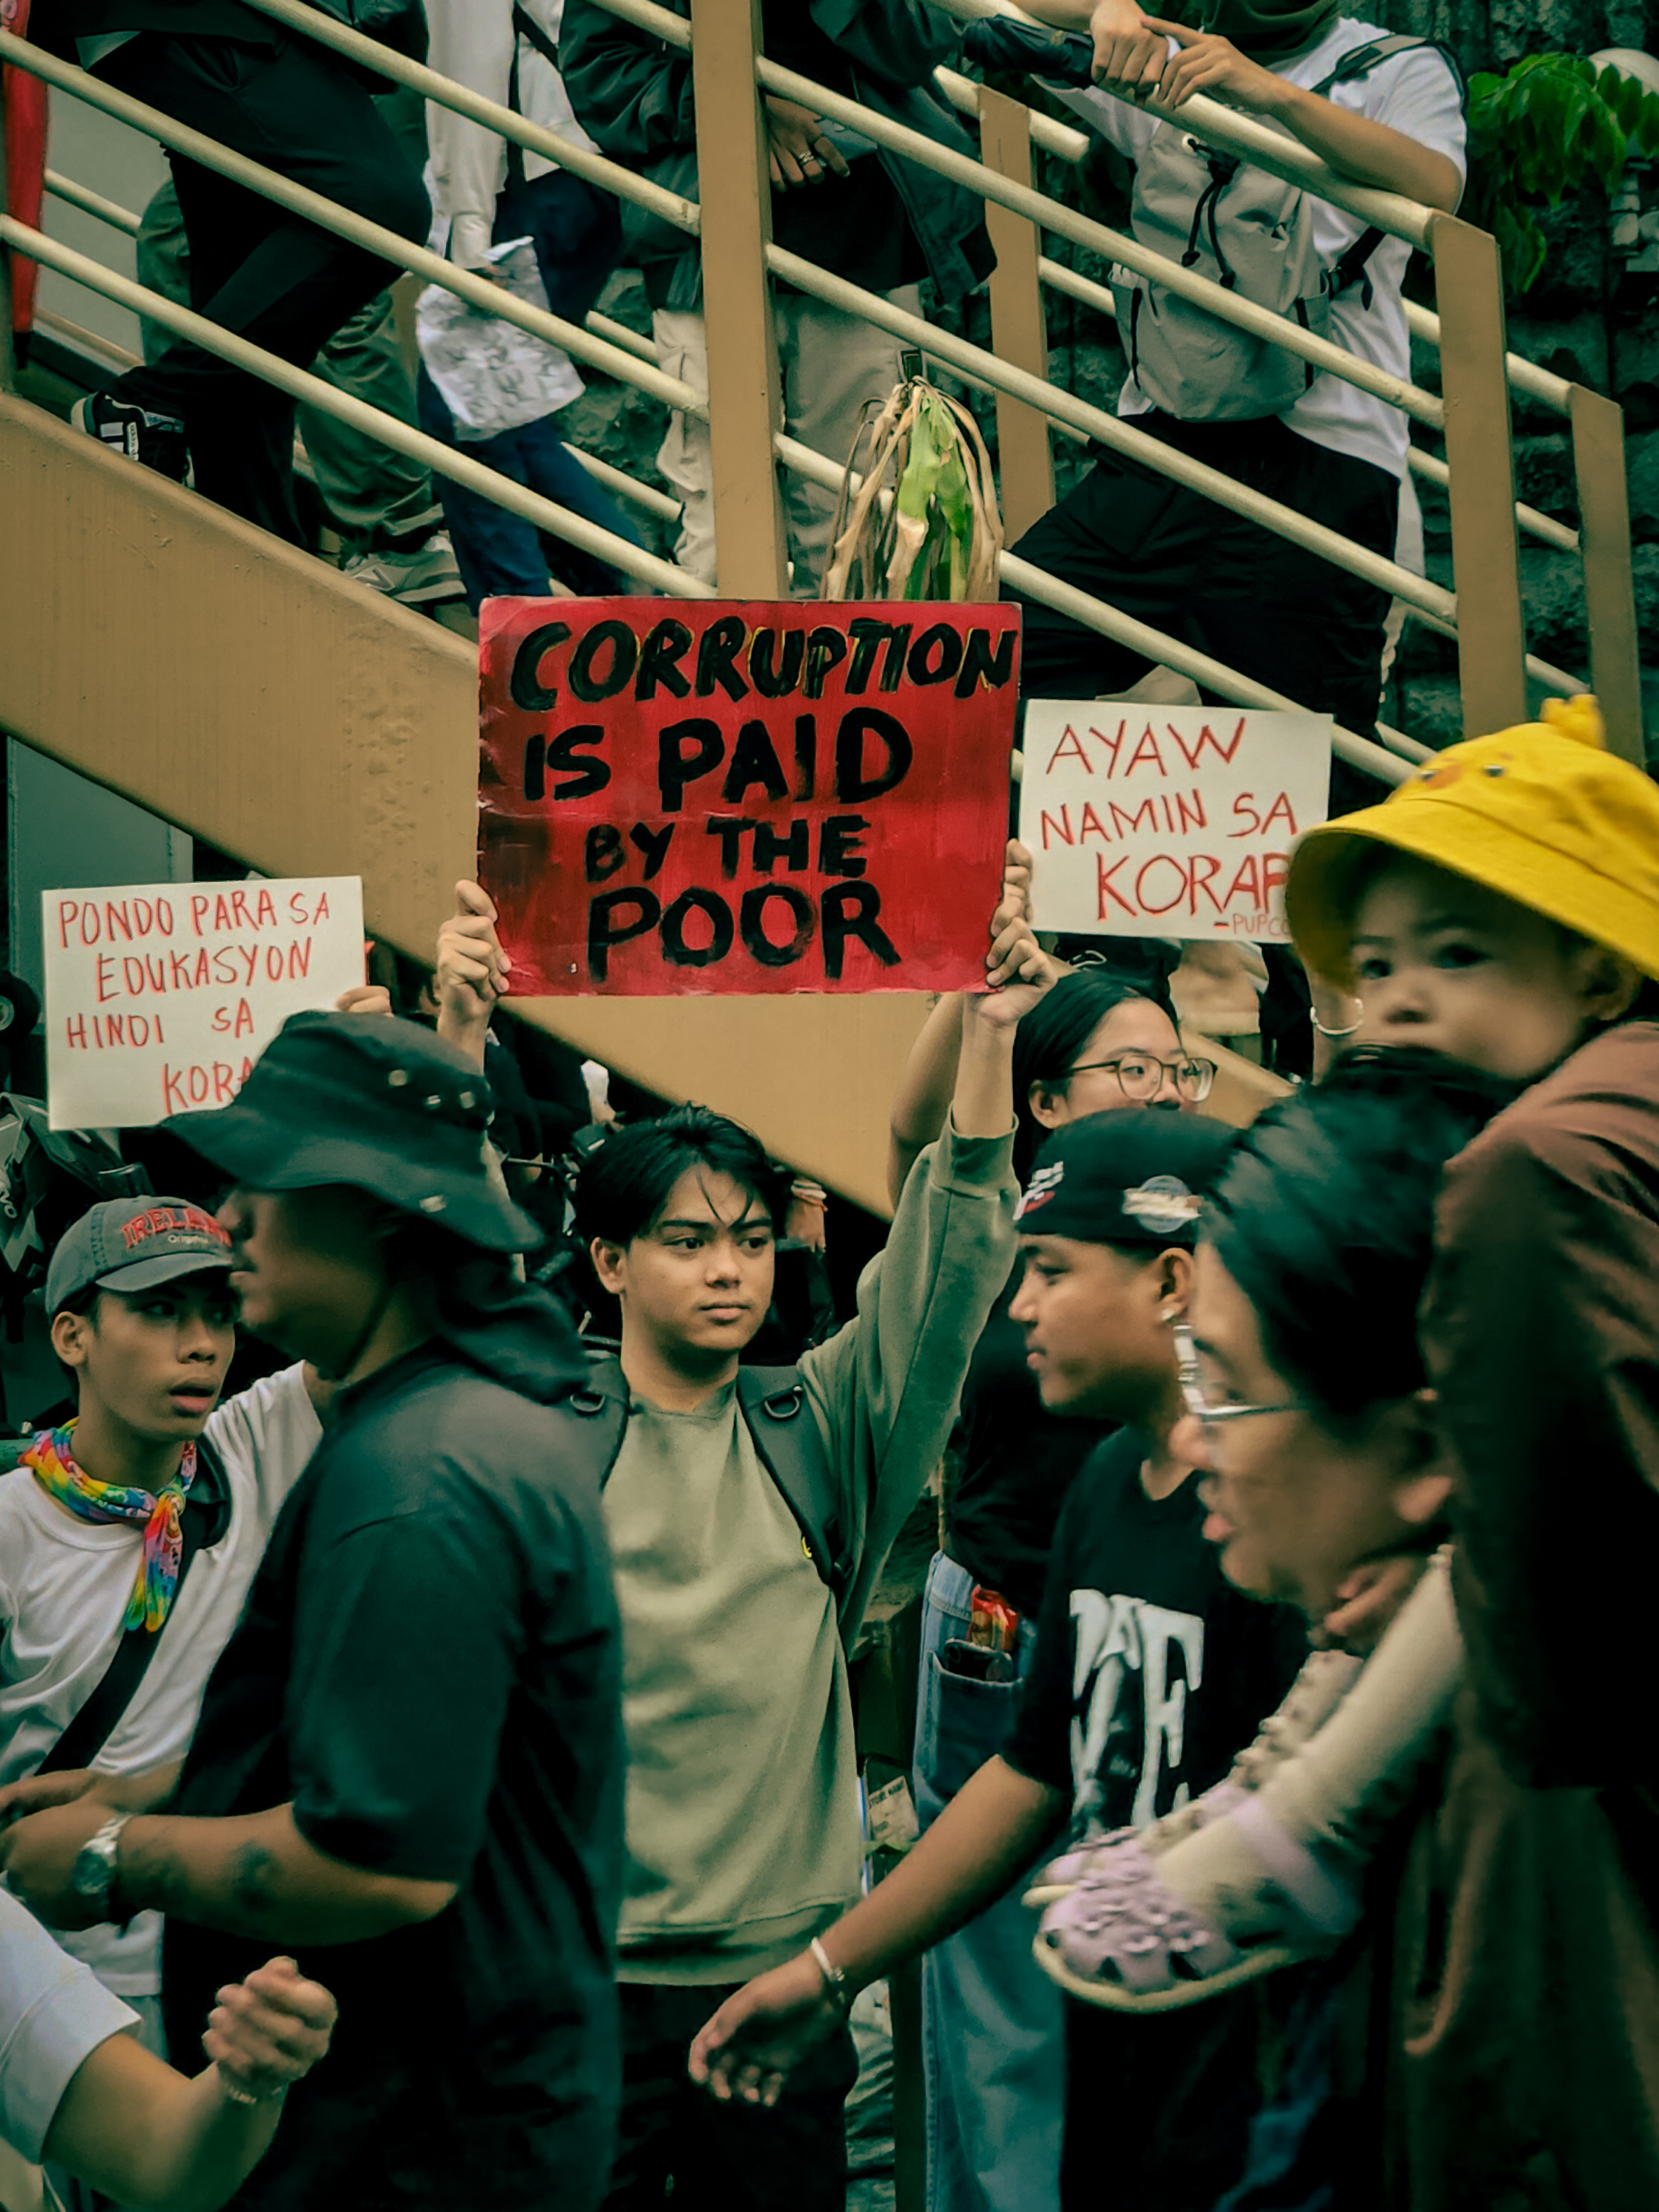 CORRUPTION
IS PAID
BY THE
POOR
AYAW
NAMIN SA
PONDO PARA SA
EDUKASYON
HINDI SA
IRELAND